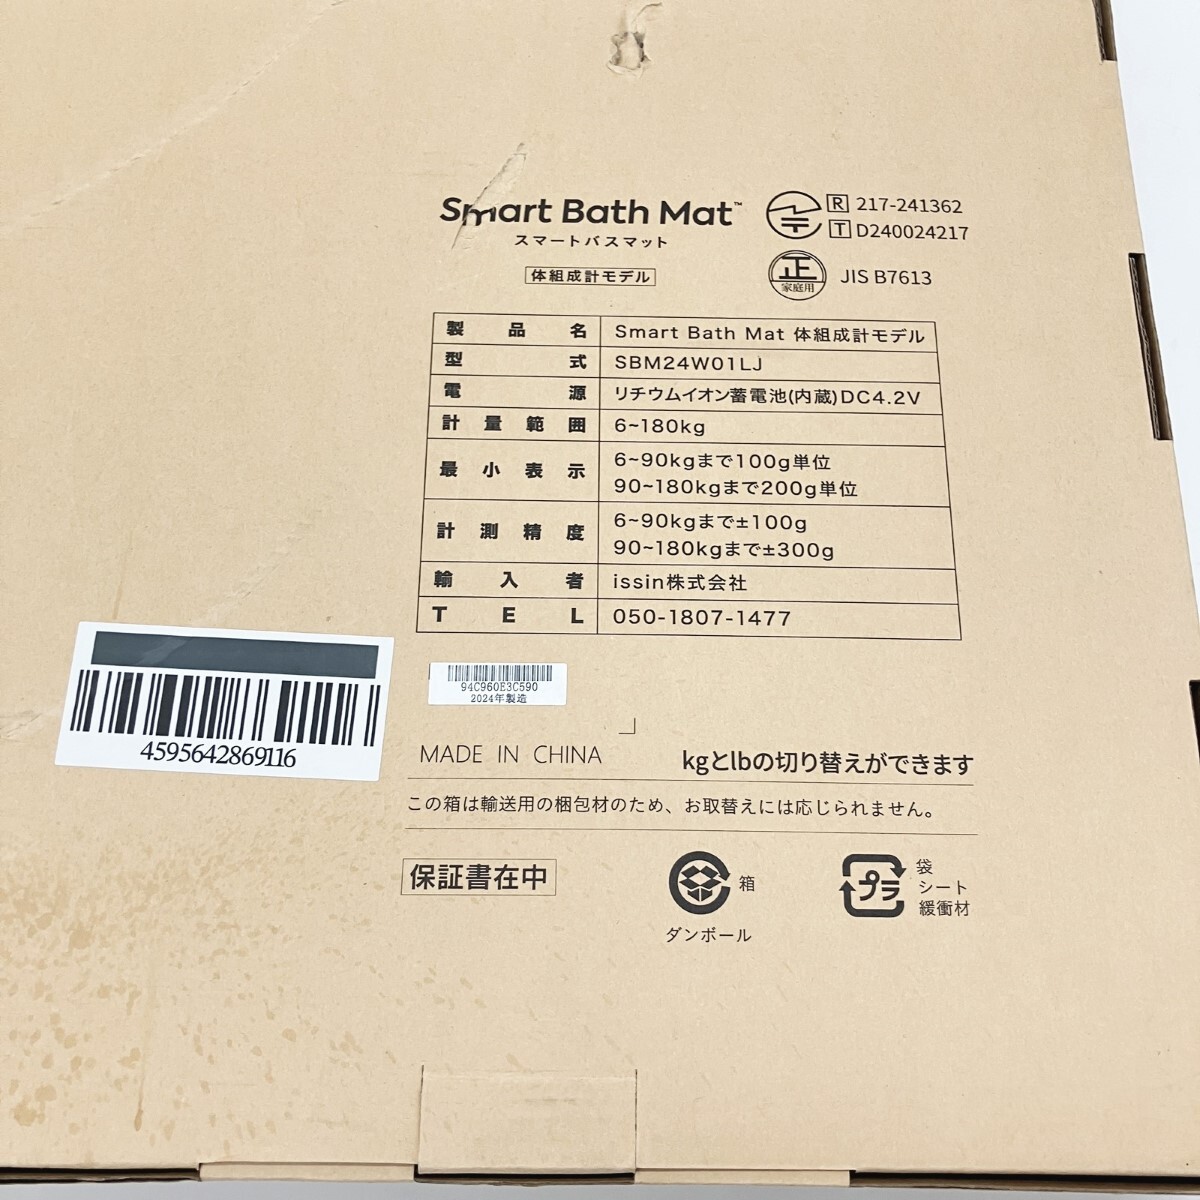 Smart Bath Mat™
スマートバスマット
体組成計モデル
R 217-241362
T D240024217
正 家庭用
JIS B7613
製品名 Smart Bath Mat 体組成計モデル
型式 SBM24W01LJ
電源 リチウムイオン蓄電池(内蔵)DC4.2V
計量範囲 6~180kg
最小表示 6~90kgまで100g単位
90~180kgまで200g単位
計測精度 6~90kgまで±100g
90~180kgまで±300g
輸入者 issin株式会社
TEL 050-1807-1477
94C960E3C590
2024年製造
4595642869116
MADE IN CHINA
kgとlbの切り替えができます
この箱は輸送用の梱包材のため、お取替えには応じられません。
保証書在中
箱
ダンボール
プラ
袋
シート
緩衝材